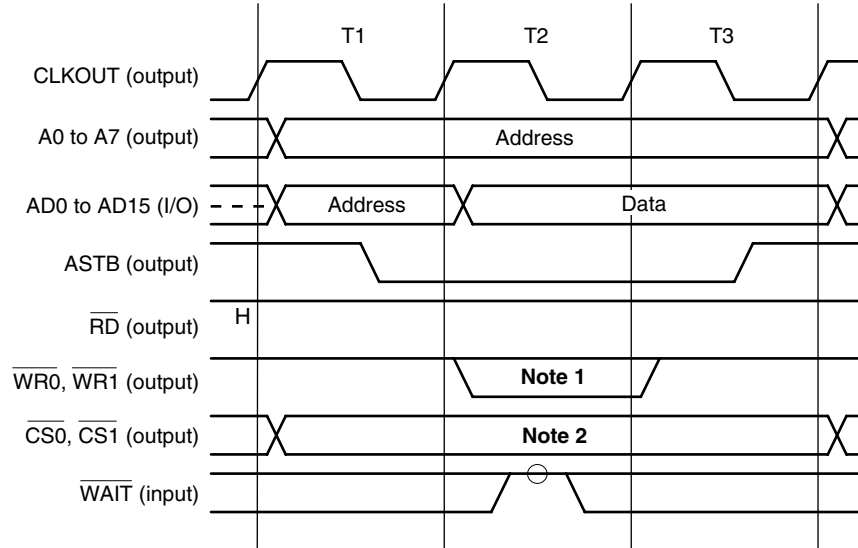 T1 T2 T3
CLKOUT (output)
A0 to A7 (output) Address
AD0 to AD15 (I/O) Address Data
ASTB (output)
RD (output) H
WR0, WR1 (output) Note 1
CS0, CS1 (output) Note 2
WAIT (input)